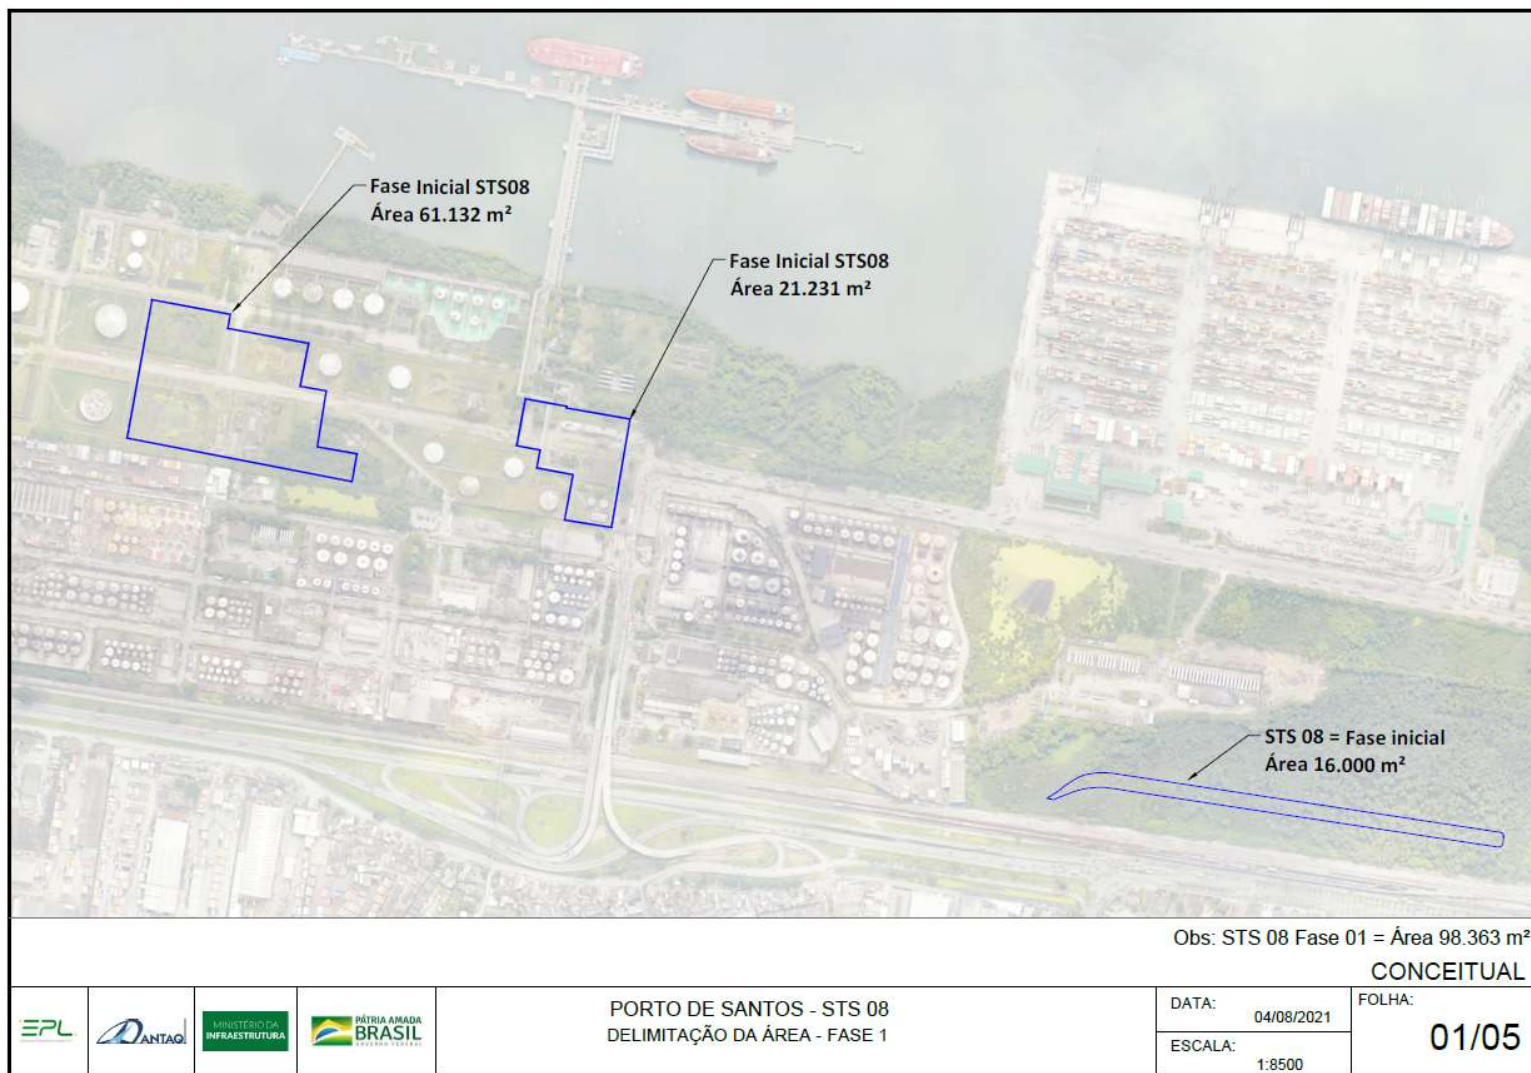 Fase Inicial STS08
Área 61.132 m²
Fase Inicial STS08
Área 21.231 m²
STS 08 = Fase inicial
Área 16.000 m²
Obs: STS 08 Fase 01 = Área 98.363 m²
CONCEITUAL
EPL
ANTAQ
MINISTÉRIO DA
INFRAESTRUTURA
PÁTRIA AMADA
BRASIL
GOVERNO FEDERAL
PORTO DE SANTOS - STS 08
DELIMITAÇÃO DA ÁREA - FASE 1
DATA:
04/08/2021
ESCALA:
1:8500
FOLHA:
01/05